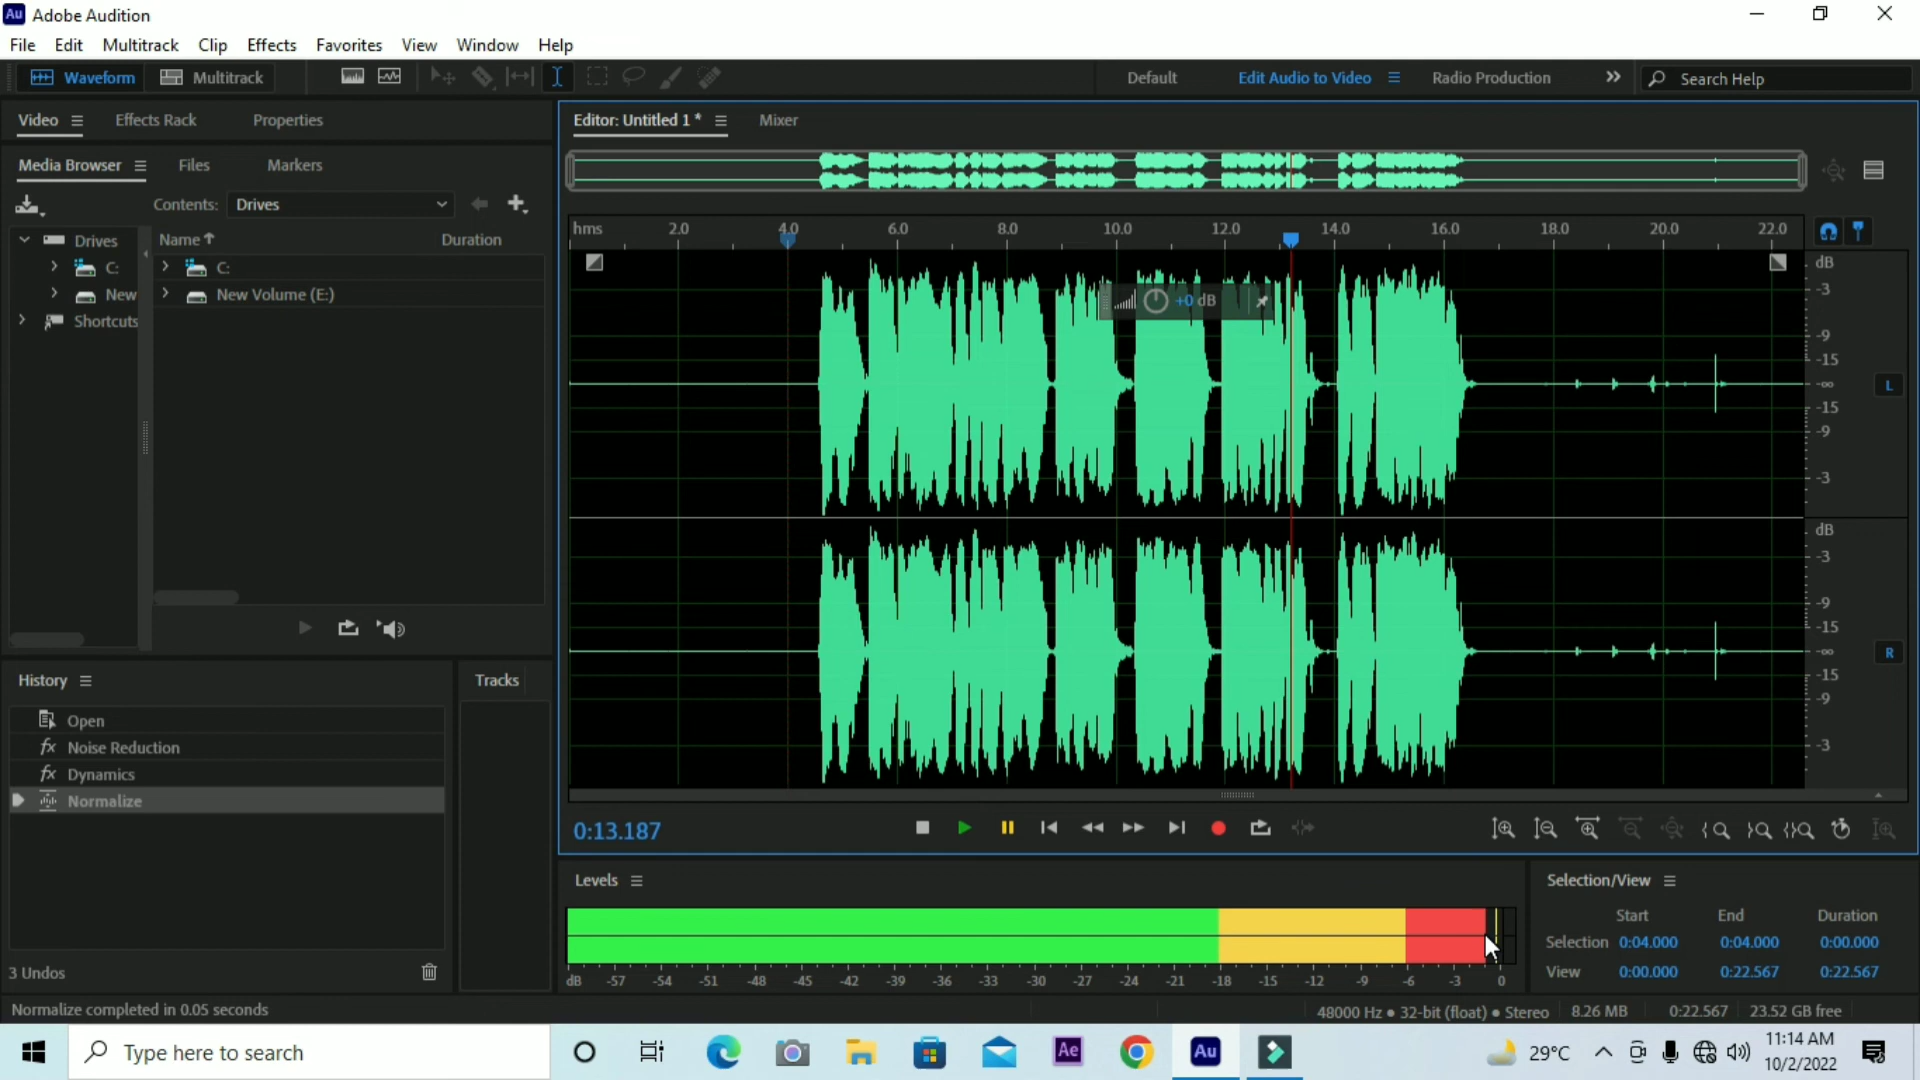 Au Adobe Audition
File Edit Multitrack Clip Effects Favorites View Window Help
Waveform Multitrack Default Edit Audio to Video Radio Production Search Help
Video Effects Rack Properties
Editor: Untitled 1 * Mixer
Media Browser Files Markers
Contents: Drives
Drives Name Duration
C: C:
New New Volume (E:)
Shortcuts
hms 2.0 4.0 6.0 8.0 10.0 12.0 14.0 16.0 18.0 20.0 22.0
+0 dB
dB
-3
-9
-15
-∞ L
-15
-9
-3
dB
-3
-9
-15
-∞ R
-15
-9
-3
History Tracks
Open
Noise Reduction
Dynamics
Normalize
3 Undos
0:13.187
Levels
dB -57 -54 -51 -48 -45 -42 -39 -36 -33 -30 -27 -24 -21 -18 -15 -12 -9 -6 -3 0
Selection/View
Start End Duration
Selection 0:04.000 0:04.000 0:00.000
View 0:00.000 0:22.567 0:22.567
Normalize completed in 0.05 seconds 48000 Hz ● 32-bit (float) ● Stereo 8.26 MB 0:22.567 23.52 GB free
Type here to search Ae Au 29°C 11:14 AM
10/2/2022